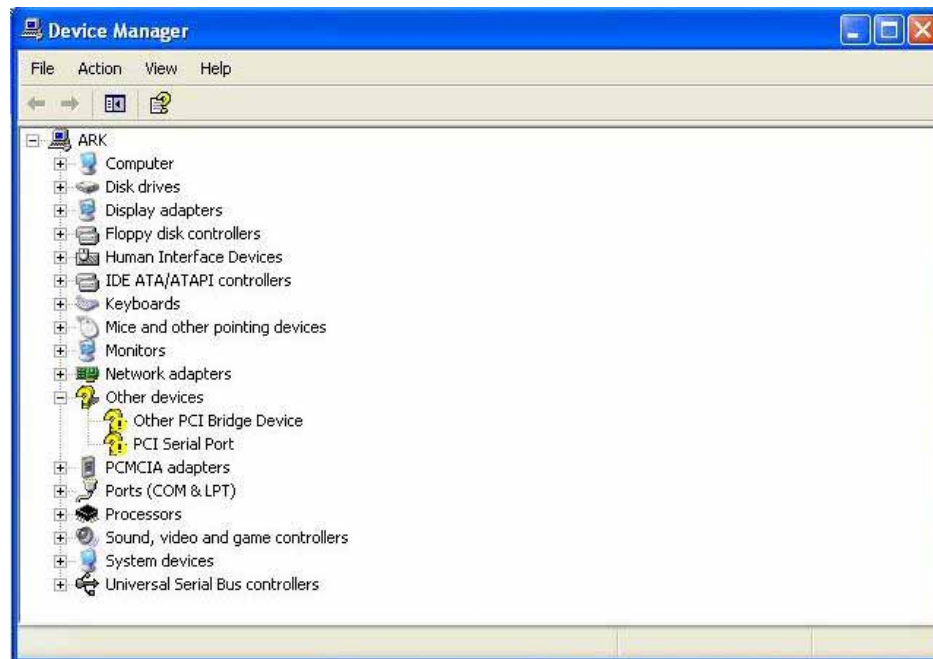 Device Manager
File Action View Help
ARK
Computer
Disk drives
Display adapters
Floppy disk controllers
Human Interface Devices
IDE ATA/ATAPI controllers
Keyboards
Mice and other pointing devices
Monitors
Network adapters
Other devices
Other PCI Bridge Device
PCI Serial Port
PCMCIA adapters
Ports (COM & LPT)
Processors
Sound, video and game controllers
System devices
Universal Serial Bus controllers